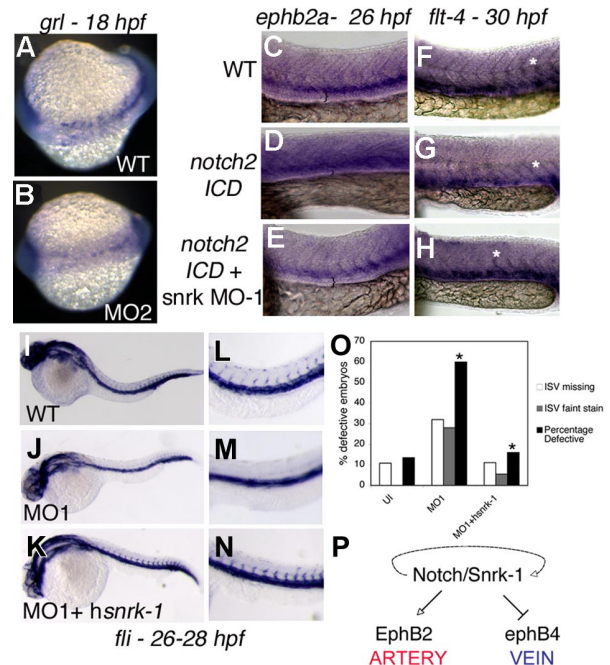 grl - 18 hpf
ephb2a- 26 hpf
flt-4 - 30 hpf
A
WT
B
MO2
WT
C
F
*
notch2
ICD
D
G
*
notch2
ICD +
snrk MO-1
E
H
*
I
WT
L
J
MO1
M
K
MO1+ hsnrk-1
N
fli - 26-28 hpf
O
70
60
50
40
30
20
10
0
% defective embryos
*
*
UI
MO1
MO1+hsnrk-1
ISV missing
ISV faint stain
Percentage
Defective
P
Notch/Snrk-1
EphB2
ephB4
ARTERY
VEIN